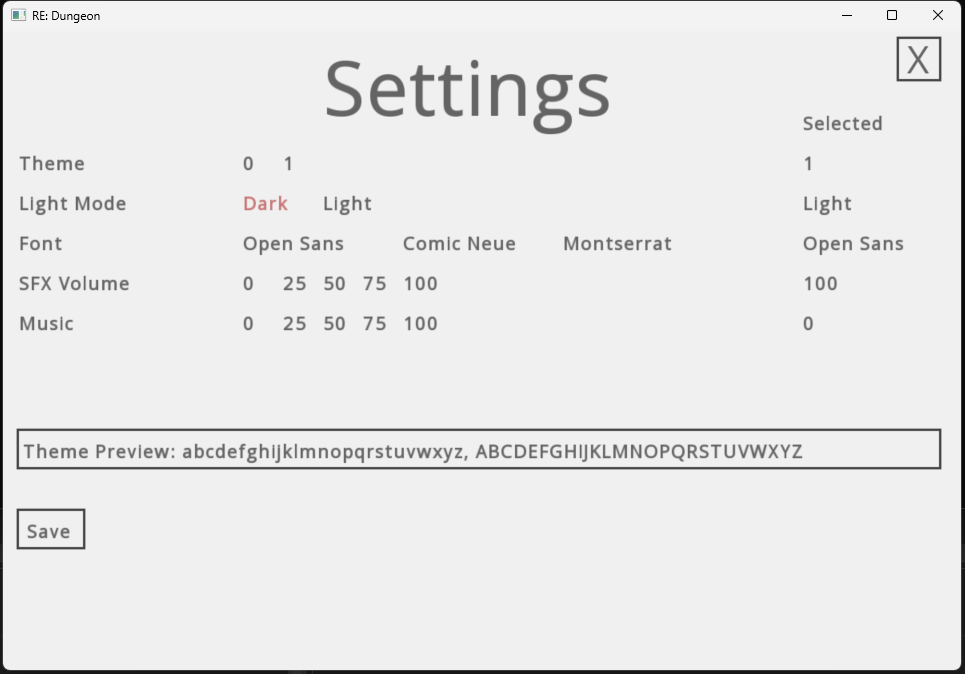 RE: Dungeon
Settings
X
Selected
Theme 0 1 1
Light Mode Dark Light Light
Font Open Sans Comic Neue Montserrat Open Sans
SFX Volume 0 25 50 75 100 100
Music 0 25 50 75 100 0
Theme Preview: abcdefghijklmnopqrstuvwxyz, ABCDEFGHIJKLMNOPQRSTUVWXYZ
Save